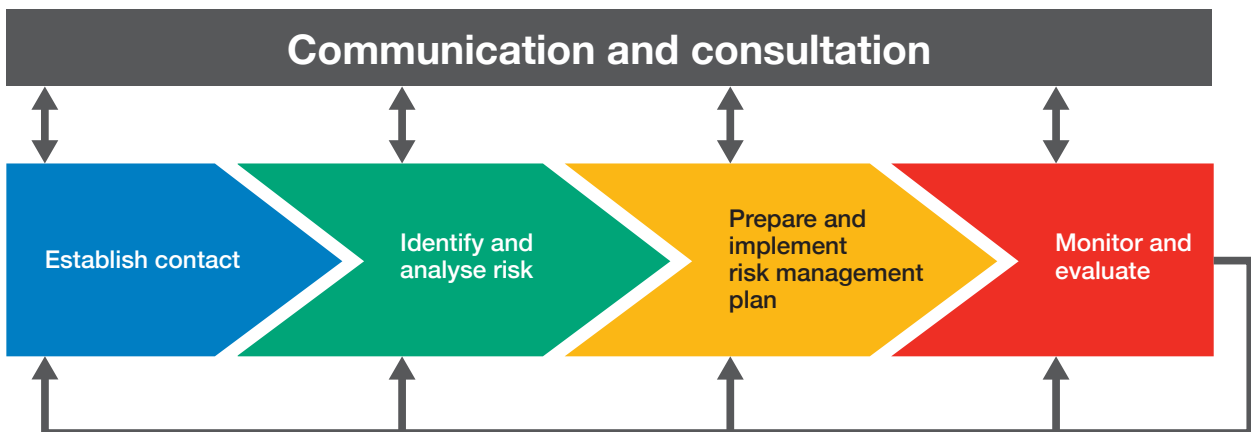 Communication and consultation
Establish contact
Identify and
analyse risk
Prepare and
implement
risk management
plan
Monitor and
evaluate